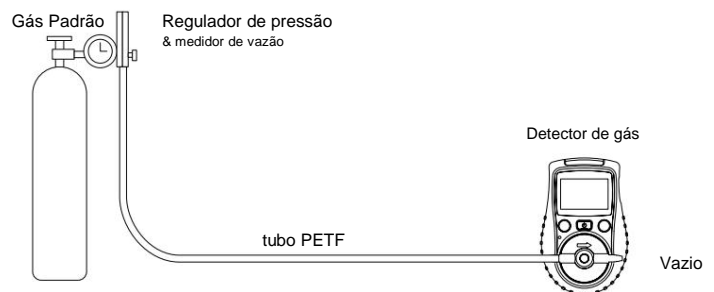 Gás Padrão
Regulador de pressão
& medidor de vazão
Detector de gás
tubo PETF
Vazio